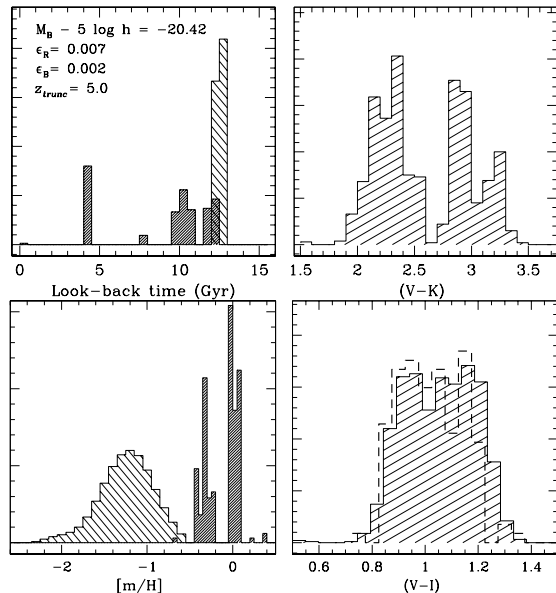 M_B − 5 log h = −20.42
ϵ_R = 0.007
ϵ_B = 0.002
z_trunc = 5.0
0 5 10 15
Look−back time (Gyr)
2 2.5 3 3.5
(V−K)
−2 −1 0
[m/H]
0.6 0.8 1 1.2 1.4
(V−I)